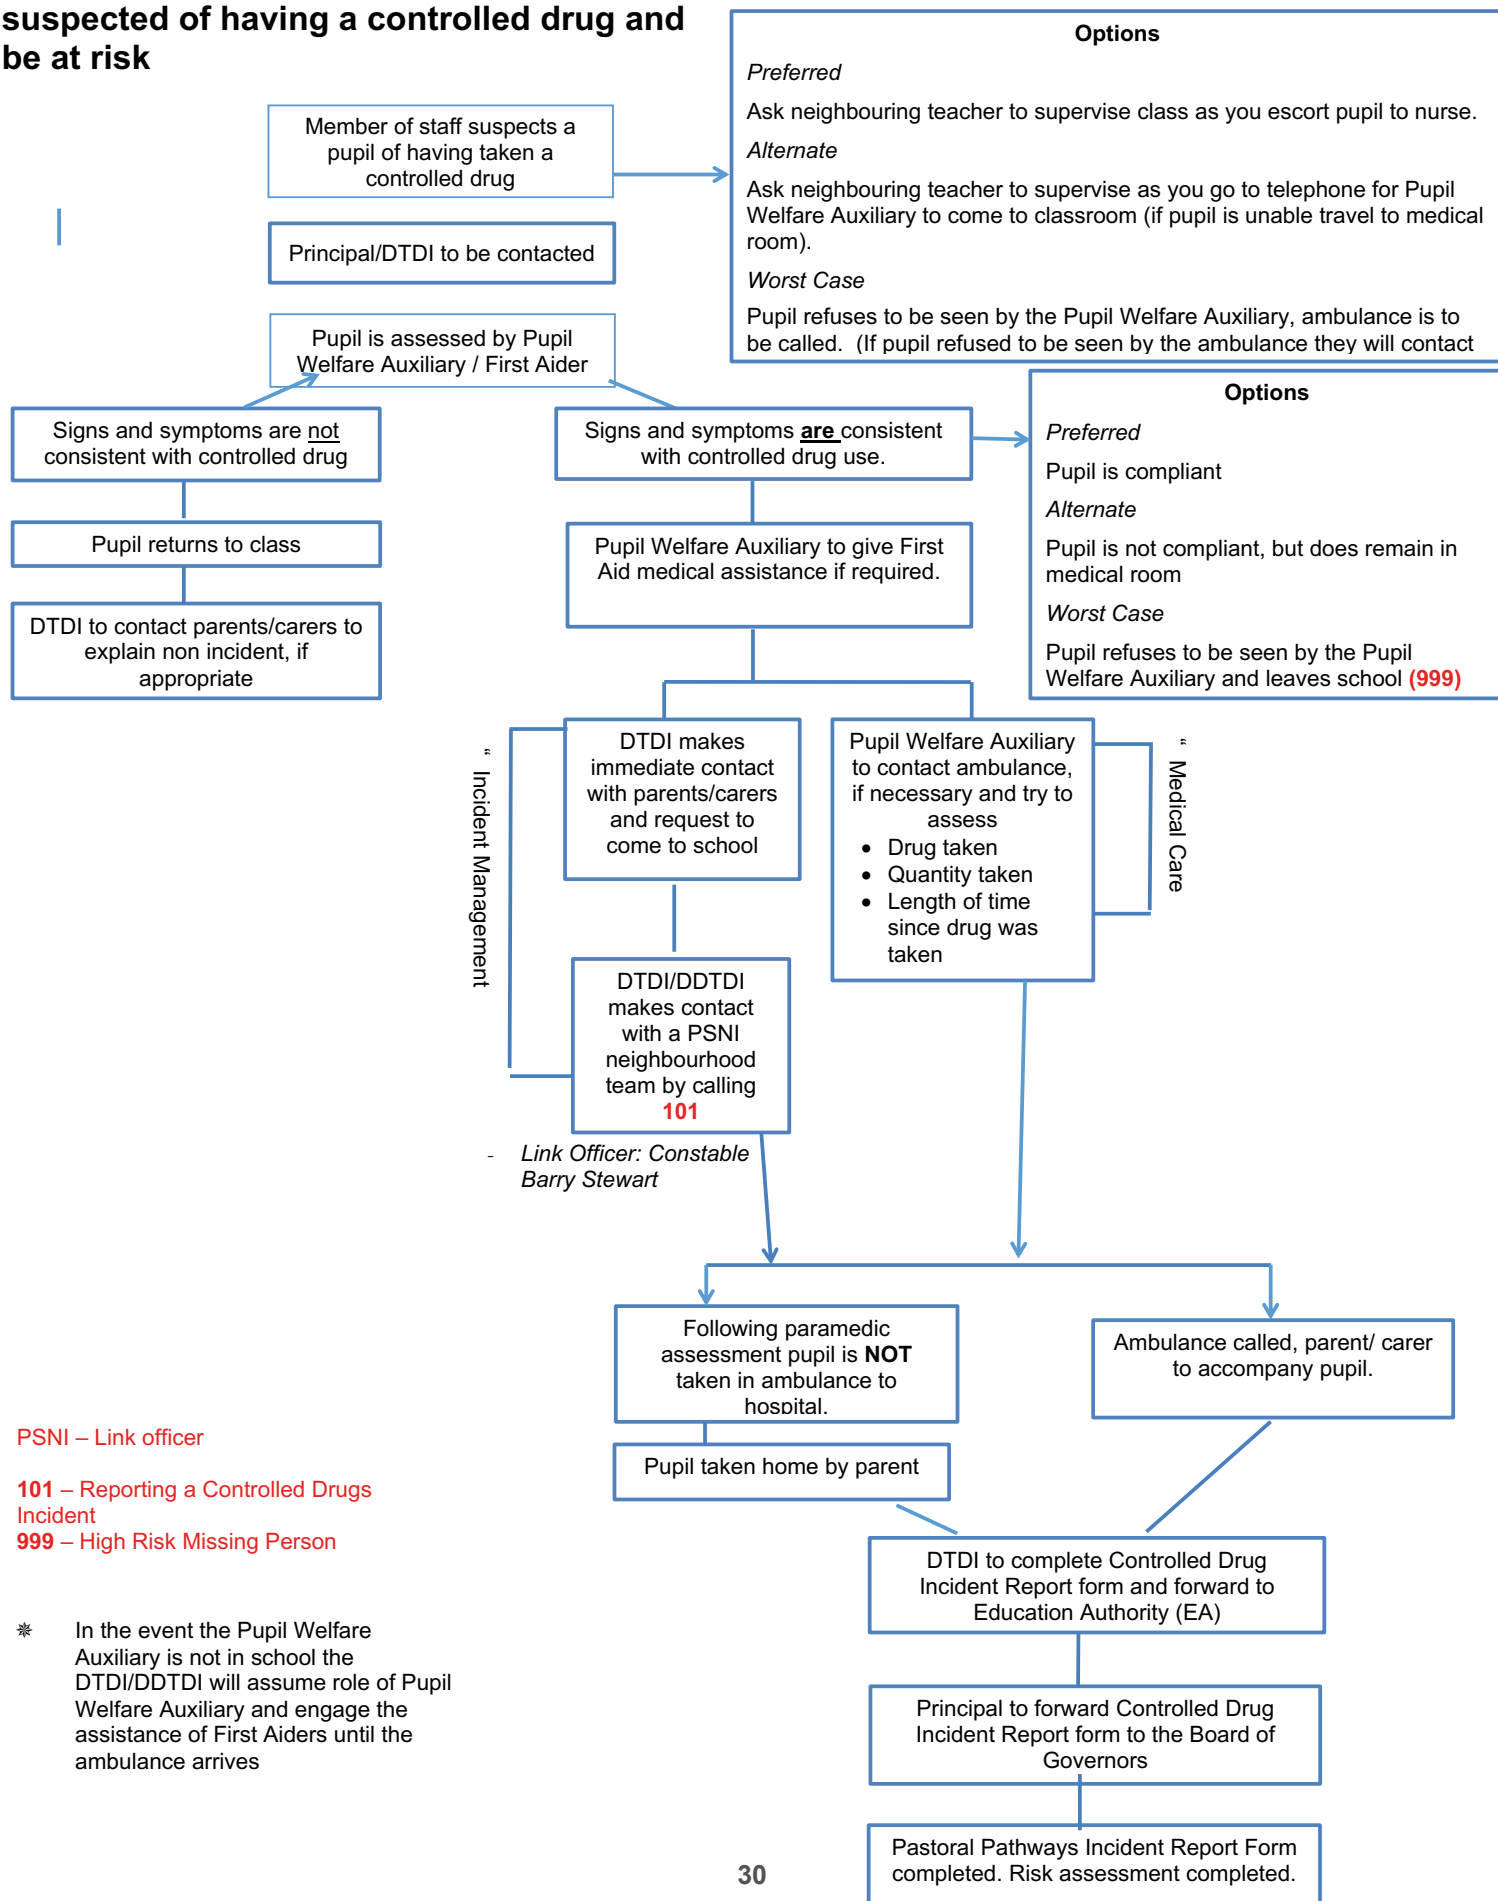 suspected of having a controlled drug and
be at risk
Member of staff suspects a
pupil of having taken a
controlled drug
Principal/DTDI to be contacted
Pupil is assessed by Pupil
Welfare Auxiliary / First Aider
Options
Preferred
Ask neighbouring teacher to supervise class as you escort pupil to nurse.
Alternate
Ask neighbouring teacher to supervise as you go to telephone for Pupil
Welfare Auxiliary to come to classroom (if pupil is unable travel to medical
room).
Worst Case
Pupil refuses to be seen by the Pupil Welfare Auxiliary, ambulance is to
be called.  (If pupil refused to be seen by the ambulance they will contact
Signs and symptoms are not
consistent with controlled drug
Pupil returns to class
DTDI to contact parents/carers to
explain non incident, if
appropriate
Signs and symptoms are consistent
with controlled drug use.
Options
Preferred
Pupil is compliant
Alternate
Pupil is not compliant, but does remain in
medical room
Worst Case
Pupil refuses to be seen by the Pupil
Welfare Auxiliary and leaves school (999)
Pupil Welfare Auxiliary to give First
Aid medical assistance if required.
“ Incident Management
DTDI makes
immediate contact
with parents/carers
and request to
come to school
Pupil Welfare Auxiliary
to contact ambulance,
if necessary and try to
assess
• Drug taken
• Quantity taken
• Length of time
since drug was
taken
“ Medical Care
DTDI/DDTDI
makes contact
with a PSNI
neighbourhood
team by calling
101
- Link Officer: Constable
Barry Stewart
Following paramedic
assessment pupil is NOT
taken in ambulance to
hospital.
Ambulance called, parent/ carer
to accompany pupil.
Pupil taken home by parent
PSNI – Link officer
101 – Reporting a Controlled Drugs
Incident
999 – High Risk Missing Person
DTDI to complete Controlled Drug
Incident Report form and forward to
Education Authority (EA)
※ In the event the Pupil Welfare
Auxiliary is not in school the
DTDI/DDTDI will assume role of Pupil
Welfare Auxiliary and engage the
assistance of First Aiders until the
ambulance arrives
Principal to forward Controlled Drug
Incident Report form to the Board of
Governors
Pastoral Pathways Incident Report Form
completed. Risk assessment completed.
30